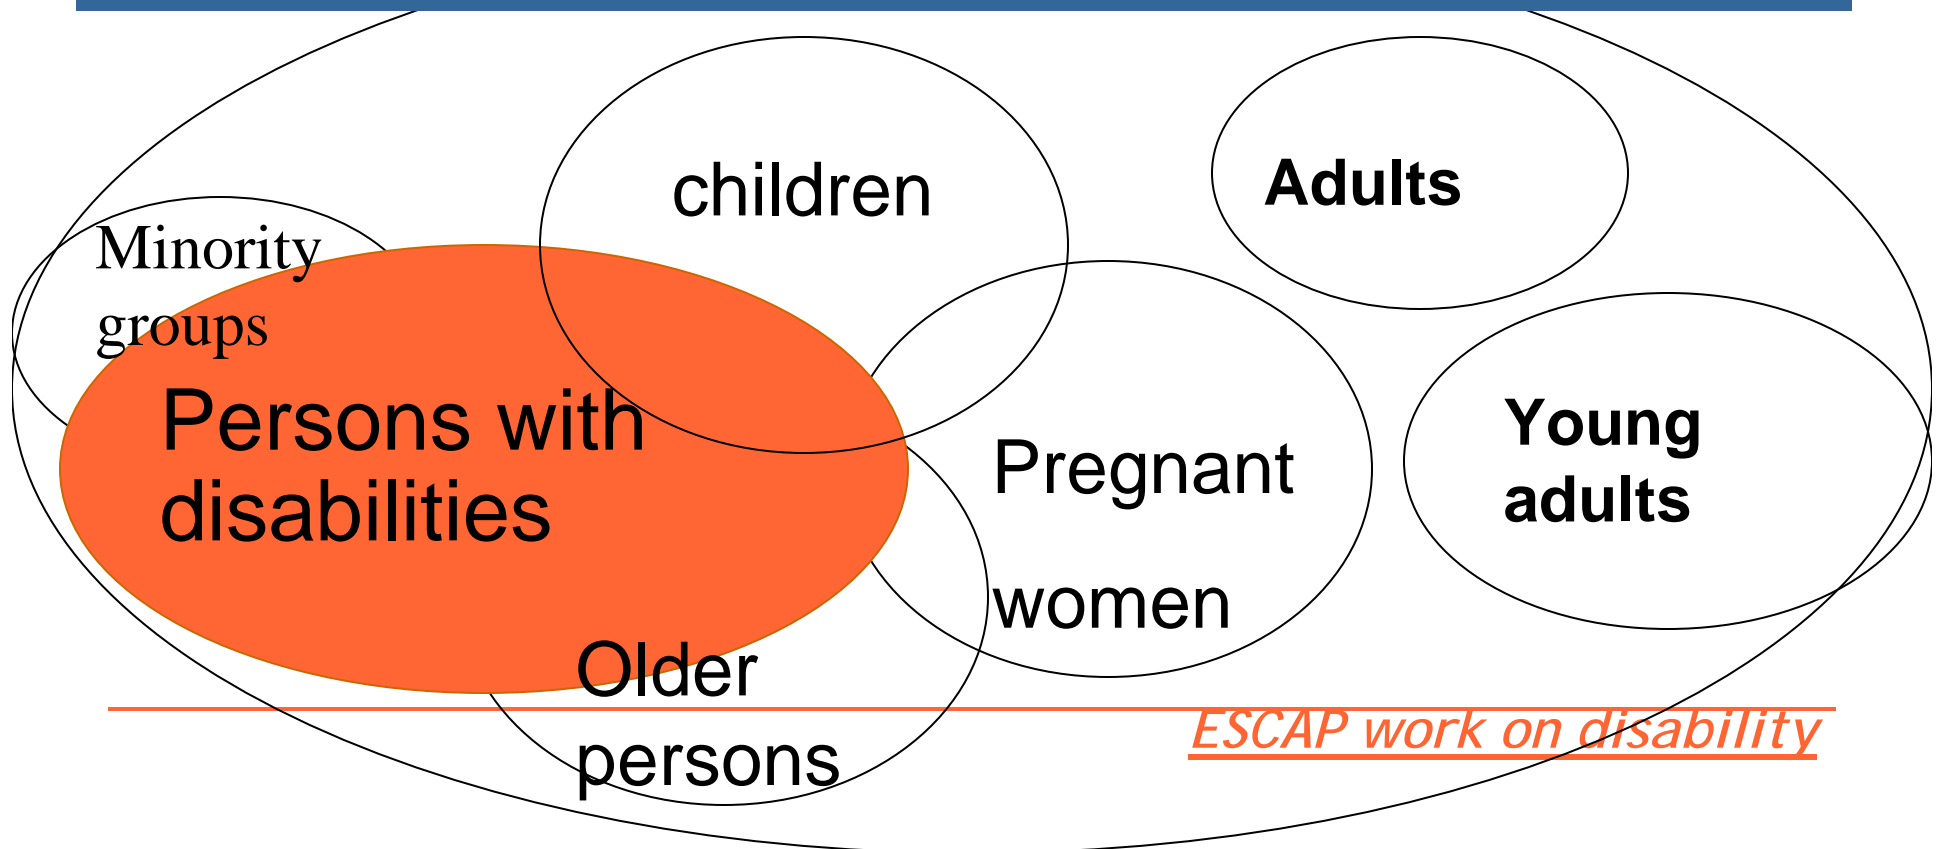 children
Adults
Minority
groups
Persons with
disabilities
Young
adults
Pregnant
women
Older
persons
ESCAP work on disability